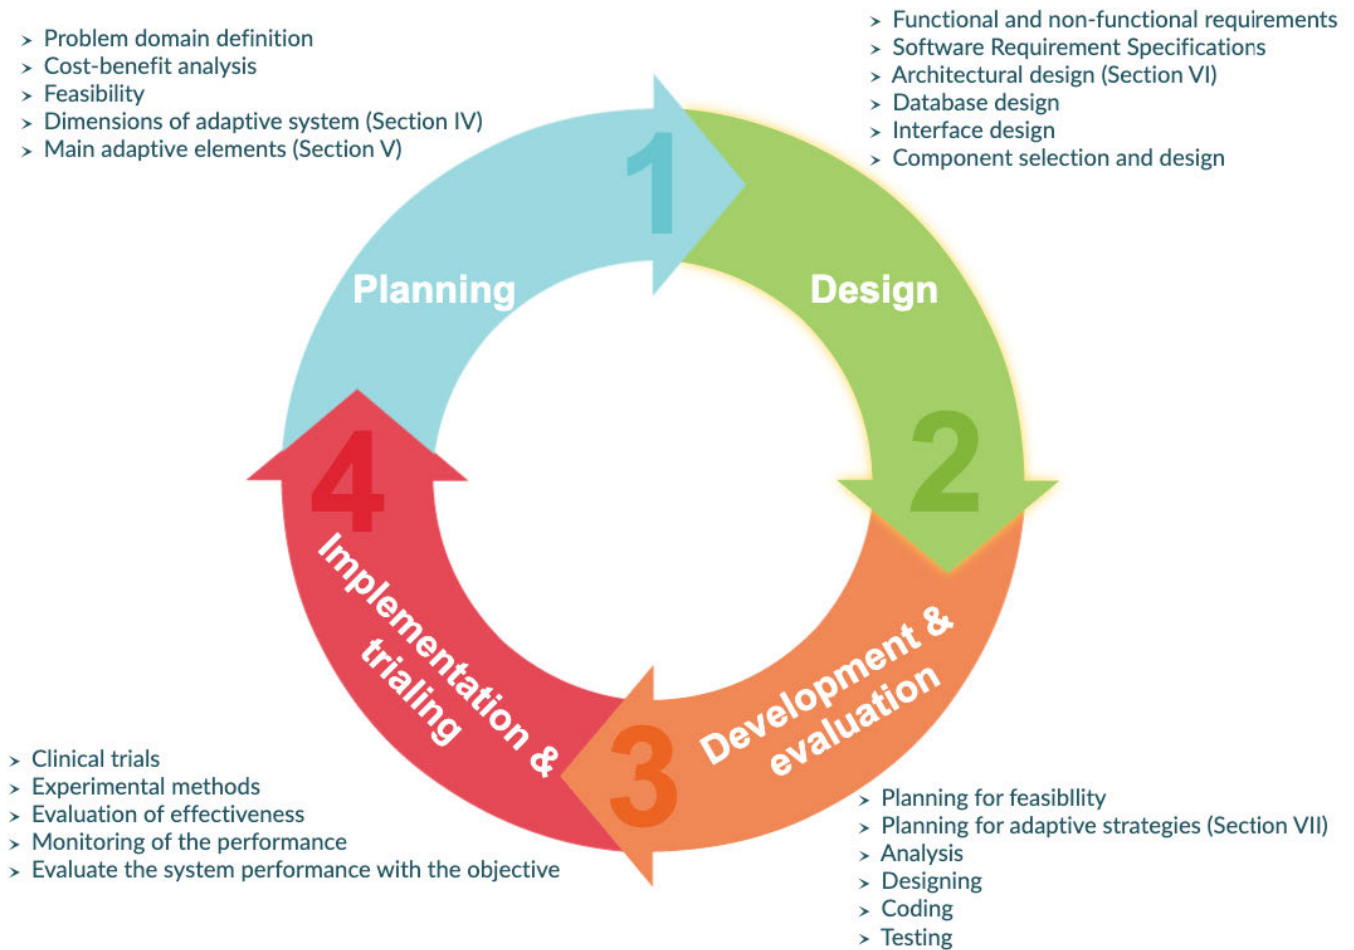 > Problem domain definition
> Cost-benefit analysis
> Feasibility
> Dimensions of adaptive system (Section IV)
> Main adaptive elements (Section V)
> Functional and non-functional requirements
> Software Requirement Specifications
> Architectural design (Section VI)
> Database design
> Interface design
> Component selection and design
1
Planning
Design
2
4
Implementation &
trialing
Development &
evaluation
3
> Clinical trials
> Experimental methods
> Evaluation of effectiveness
> Monitoring of the performance
> Evaluate the system performance with the objective
> Planning for feasibllity
> Planning for adaptive strategies (Section VII)
> Analysis
> Designing
> Coding
> Testing